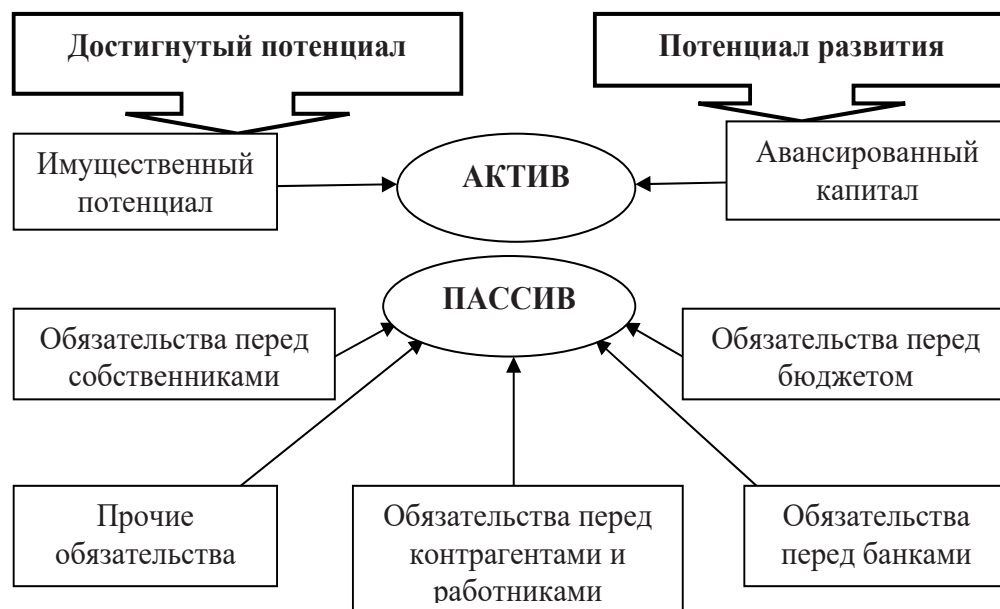 Достигнутый потенциал
Потенциал развития
Имущественный
потенциал
АКТИВ
Авансированный
капитал
ПАССИВ
Обязательства перед
собственниками
Обязательства перед
бюджетом
Прочие
обязательства
Обязательства перед
контрагентами и
работниками
Обязательства
перед банками